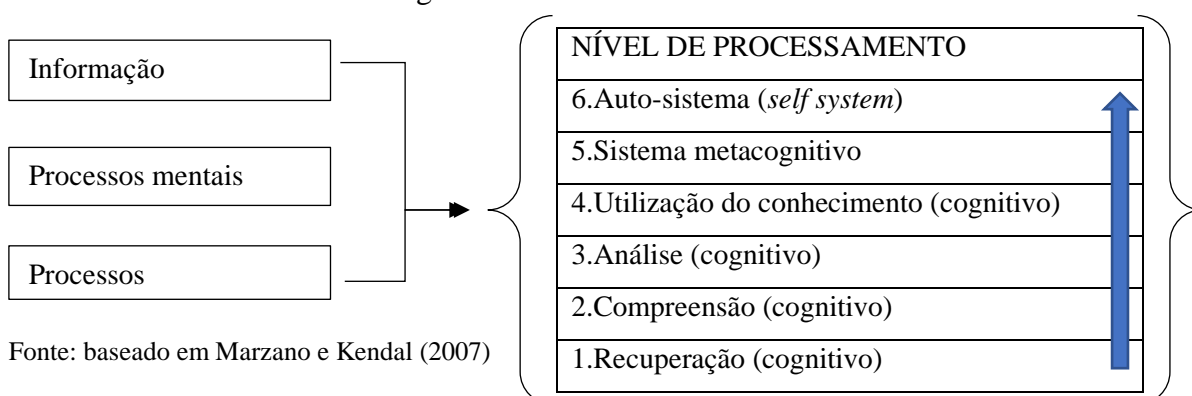 Informação
Processos mentais
Processos
Fonte: baseado em Marzano e Kendal (2007)
NÍVEL DE PROCESSAMENTO
6.Auto-sistema (self system)
5.Sistema metacognitivo
4.Utilização do conhecimento (cognitivo)
3.Análise (cognitivo)
2.Compreensão (cognitivo)
1.Recuperação (cognitivo)